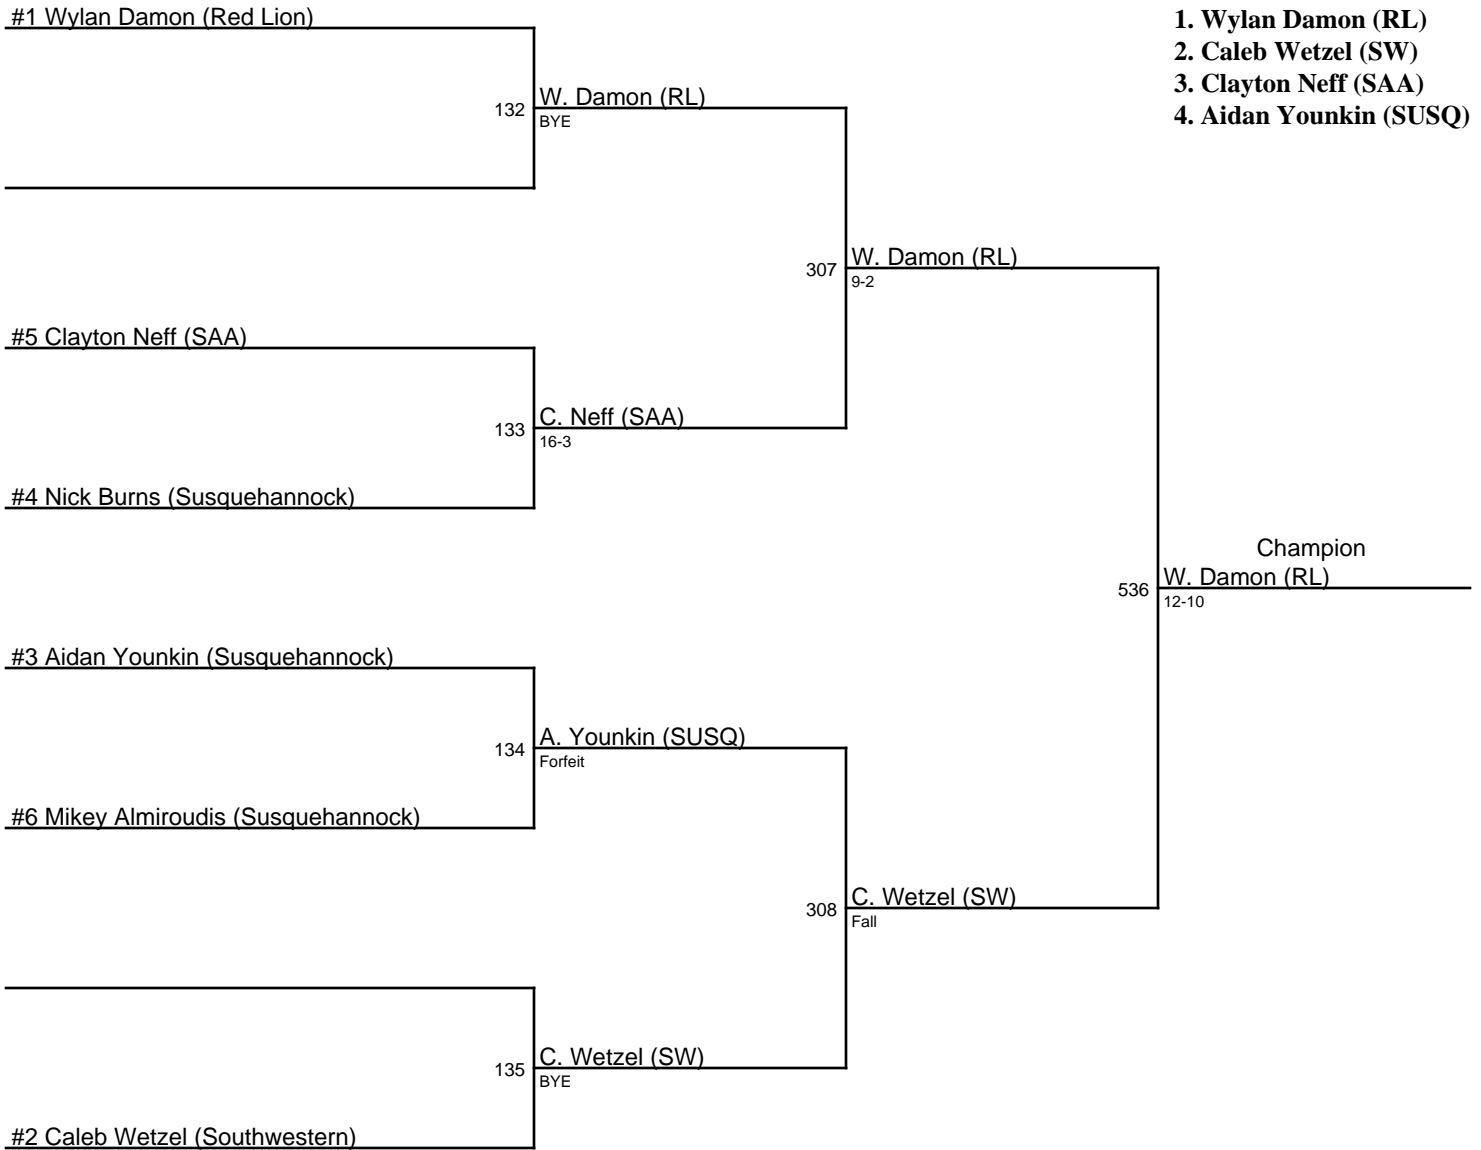 #1 Wylan Damon (Red Lion)
1. Wylan Damon (RL)
2. Caleb Wetzel (SW)
3. Clayton Neff (SAA)
4. Aidan Younkin (SUSQ)
132
W. Damon (RL)
BYE
307
W. Damon (RL)
9-2
#5 Clayton Neff (SAA)
133
C. Neff (SAA)
16-3
#4 Nick Burns (Susquehannock)
Champion
536
W. Damon (RL)
12-10
#3 Aidan Younkin (Susquehannock)
134
A. Younkin (SUSQ)
Forfeit
#6 Mikey Almiroudis (Susquehannock)
308
C. Wetzel (SW)
Fall
135
C. Wetzel (SW)
BYE
#2 Caleb Wetzel (Southwestern)